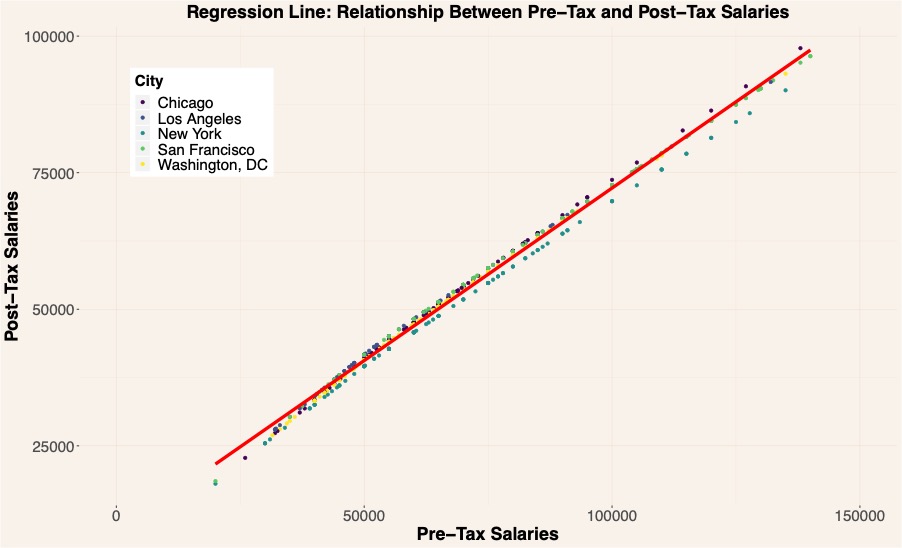 Regression Line: Relationship Between Pre−Tax and Post−Tax Salaries
100000
75000
50000
25000
Post−Tax Salaries
City
Chicago
Los Angeles
New York
San Francisco
Washington, DC
0
50000
100000
150000
Pre−Tax Salaries